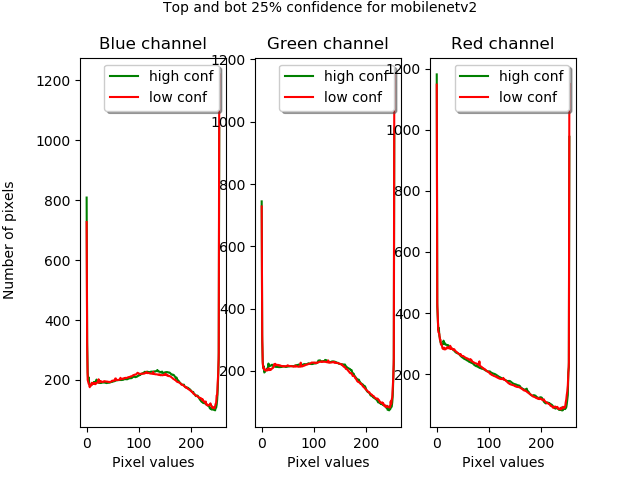 Top and bot 25% confidence for mobilenetv2
Blue channel
Green channel
Red channel
high conf
low conf
high conf
low conf
high conf
low conf
Number of pixels
1200
1000
800
600
400
200
0 100 200
Pixel values
1200
1000
800
600
400
200
0 100 200
Pixel values
1200
1000
800
600
400
200
0 100 200
Pixel values